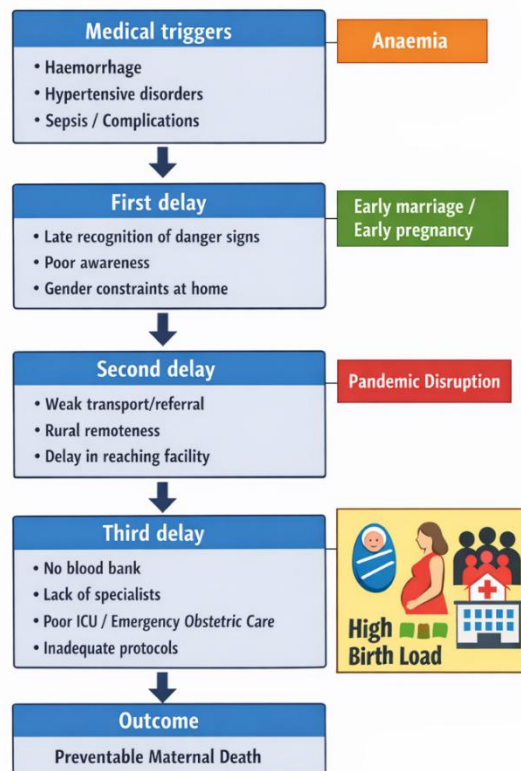 Medical triggers
• Haemorrhage
• Hypertensive disorders
• Sepsis / Complications
Anaemia
First delay
• Late recognition of danger signs
• Poor awareness
• Gender constraints at home
Early marriage /
Early pregnancy
Second delay
• Weak transport/referral
• Rural remoteness
• Delay in reaching facility
Pandemic Disruption
Third delay
• No blood bank
• Lack of specialists
• Poor ICU / Emergency Obstetric Care
• Inadequate protocols
High
Birth Load
Outcome
Preventable Maternal Death